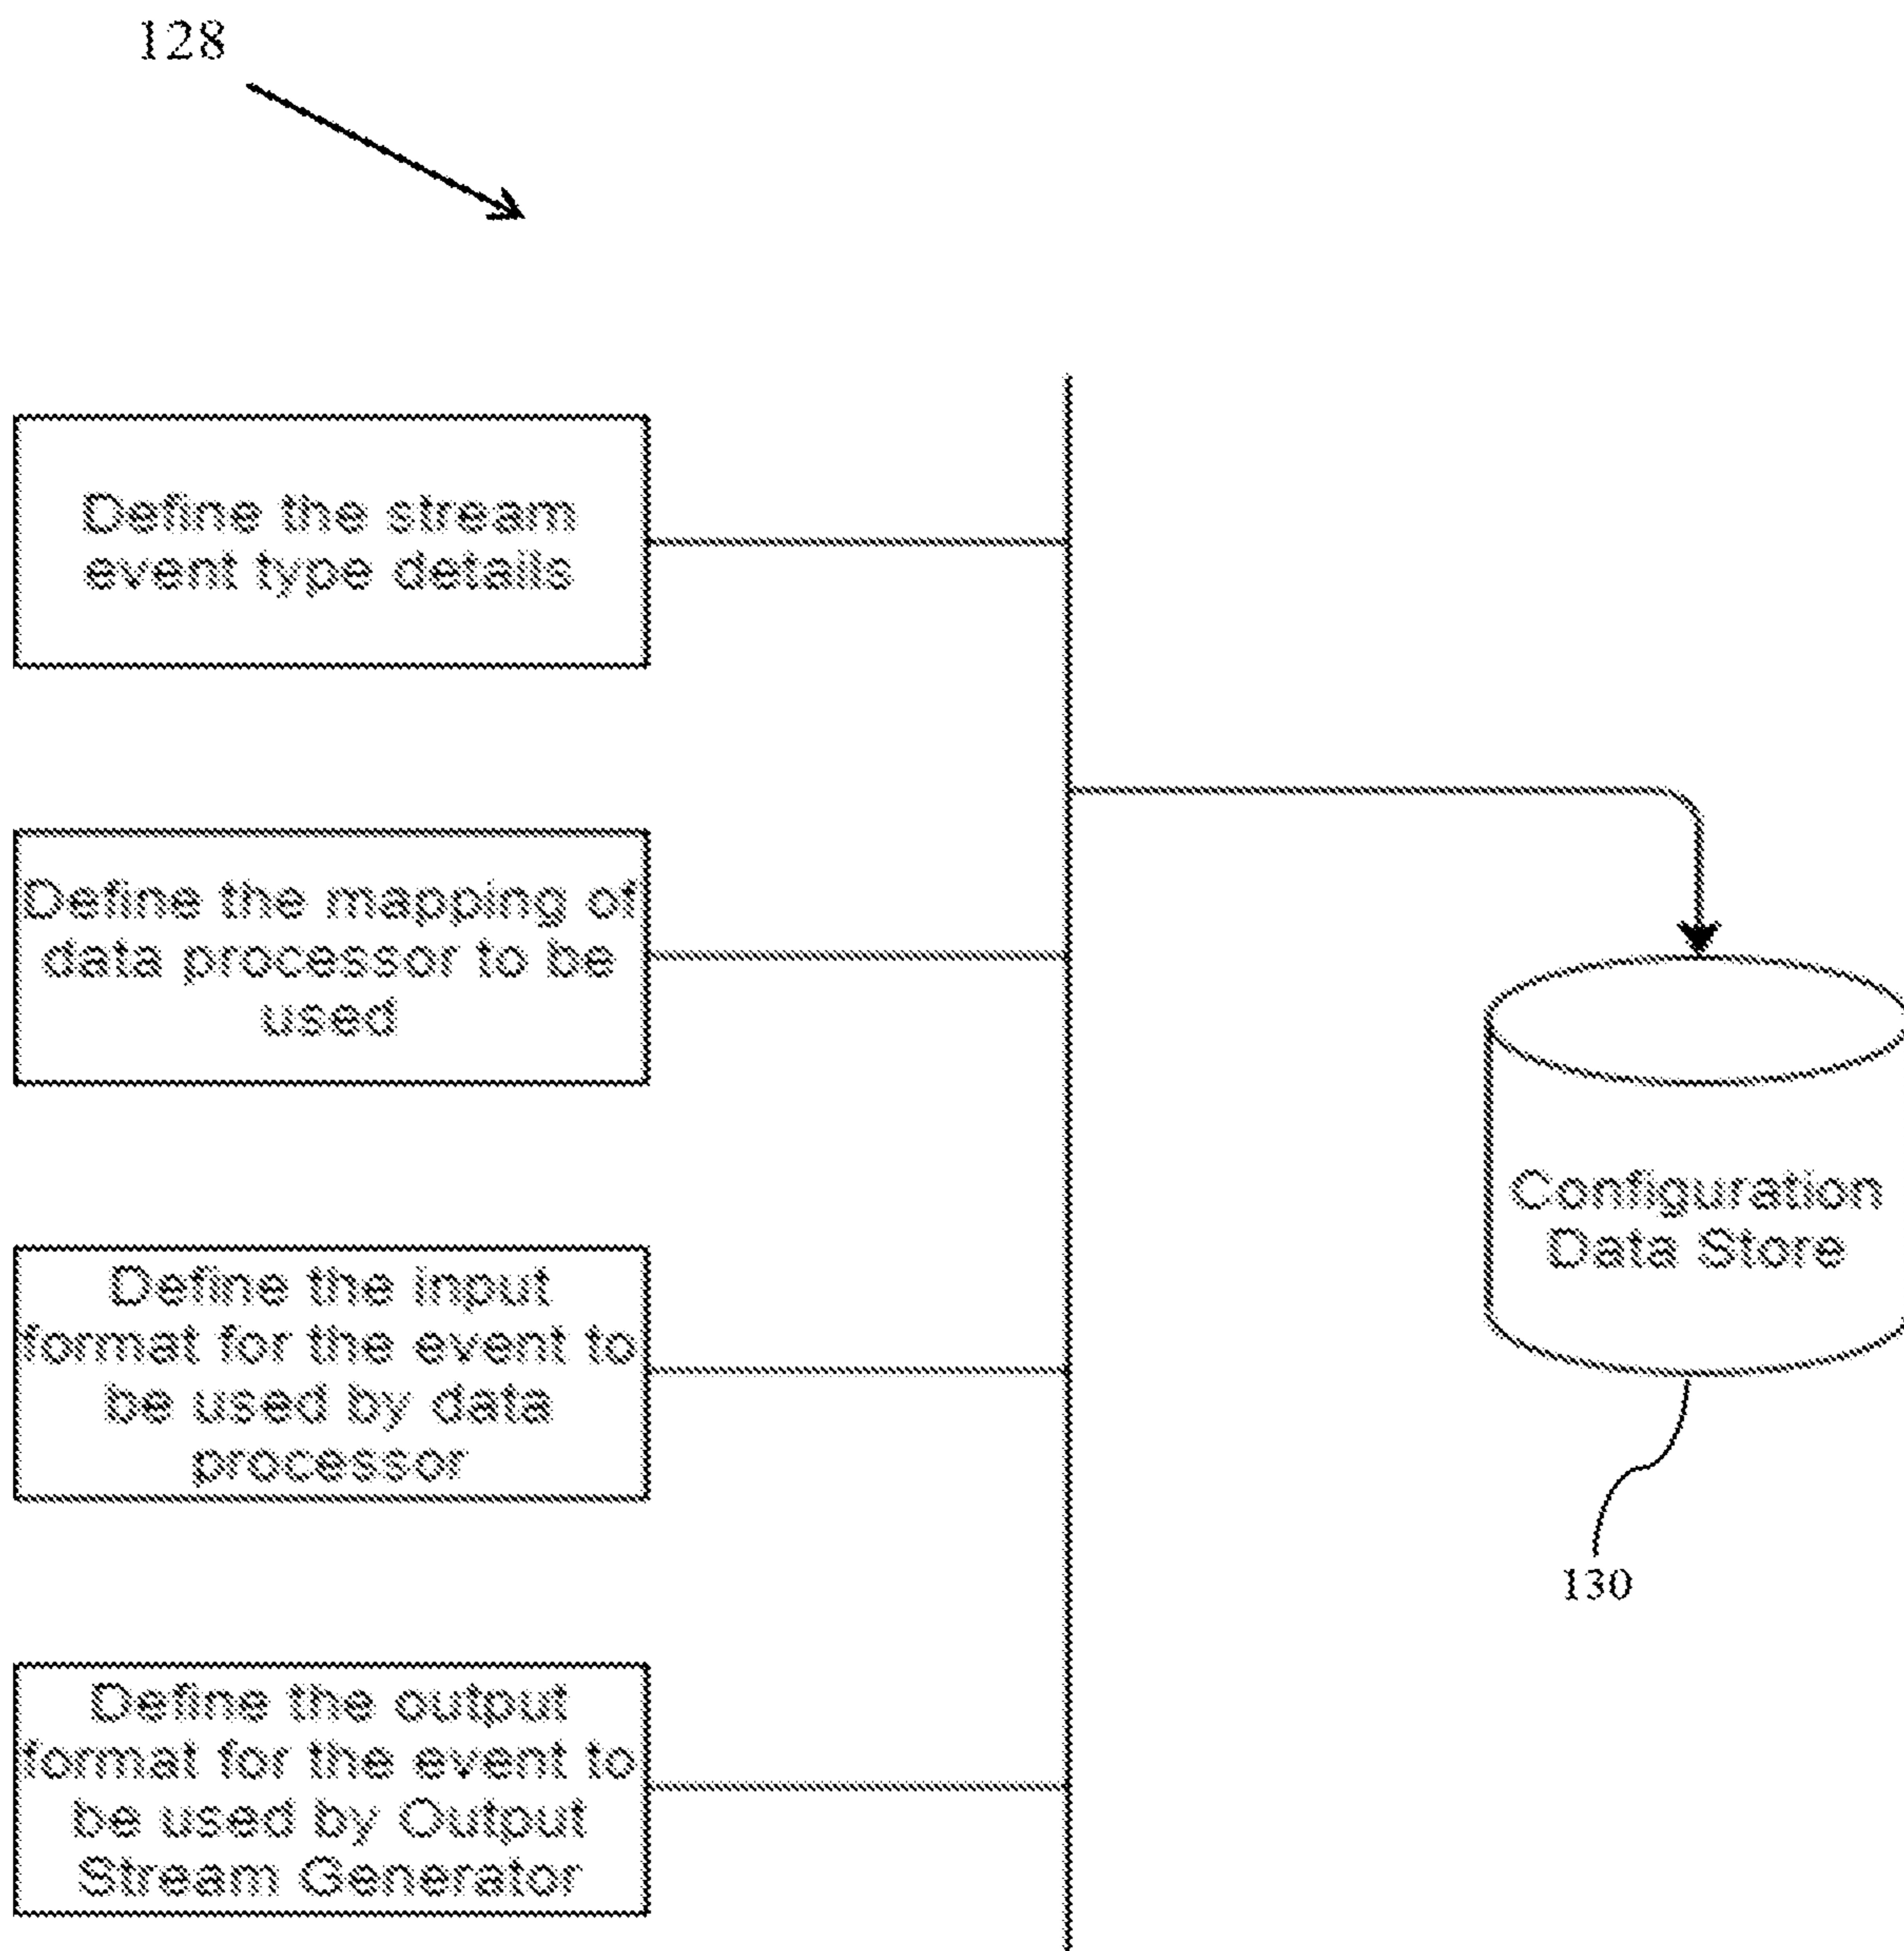 128
Define the stream
event type details
Define the mapping of
data processor to be
used
Define the input
format for the event to
be used by data
processor
Define the output
format for the event to
be used by Output
Stream Generator
Configuration
Data Store
130